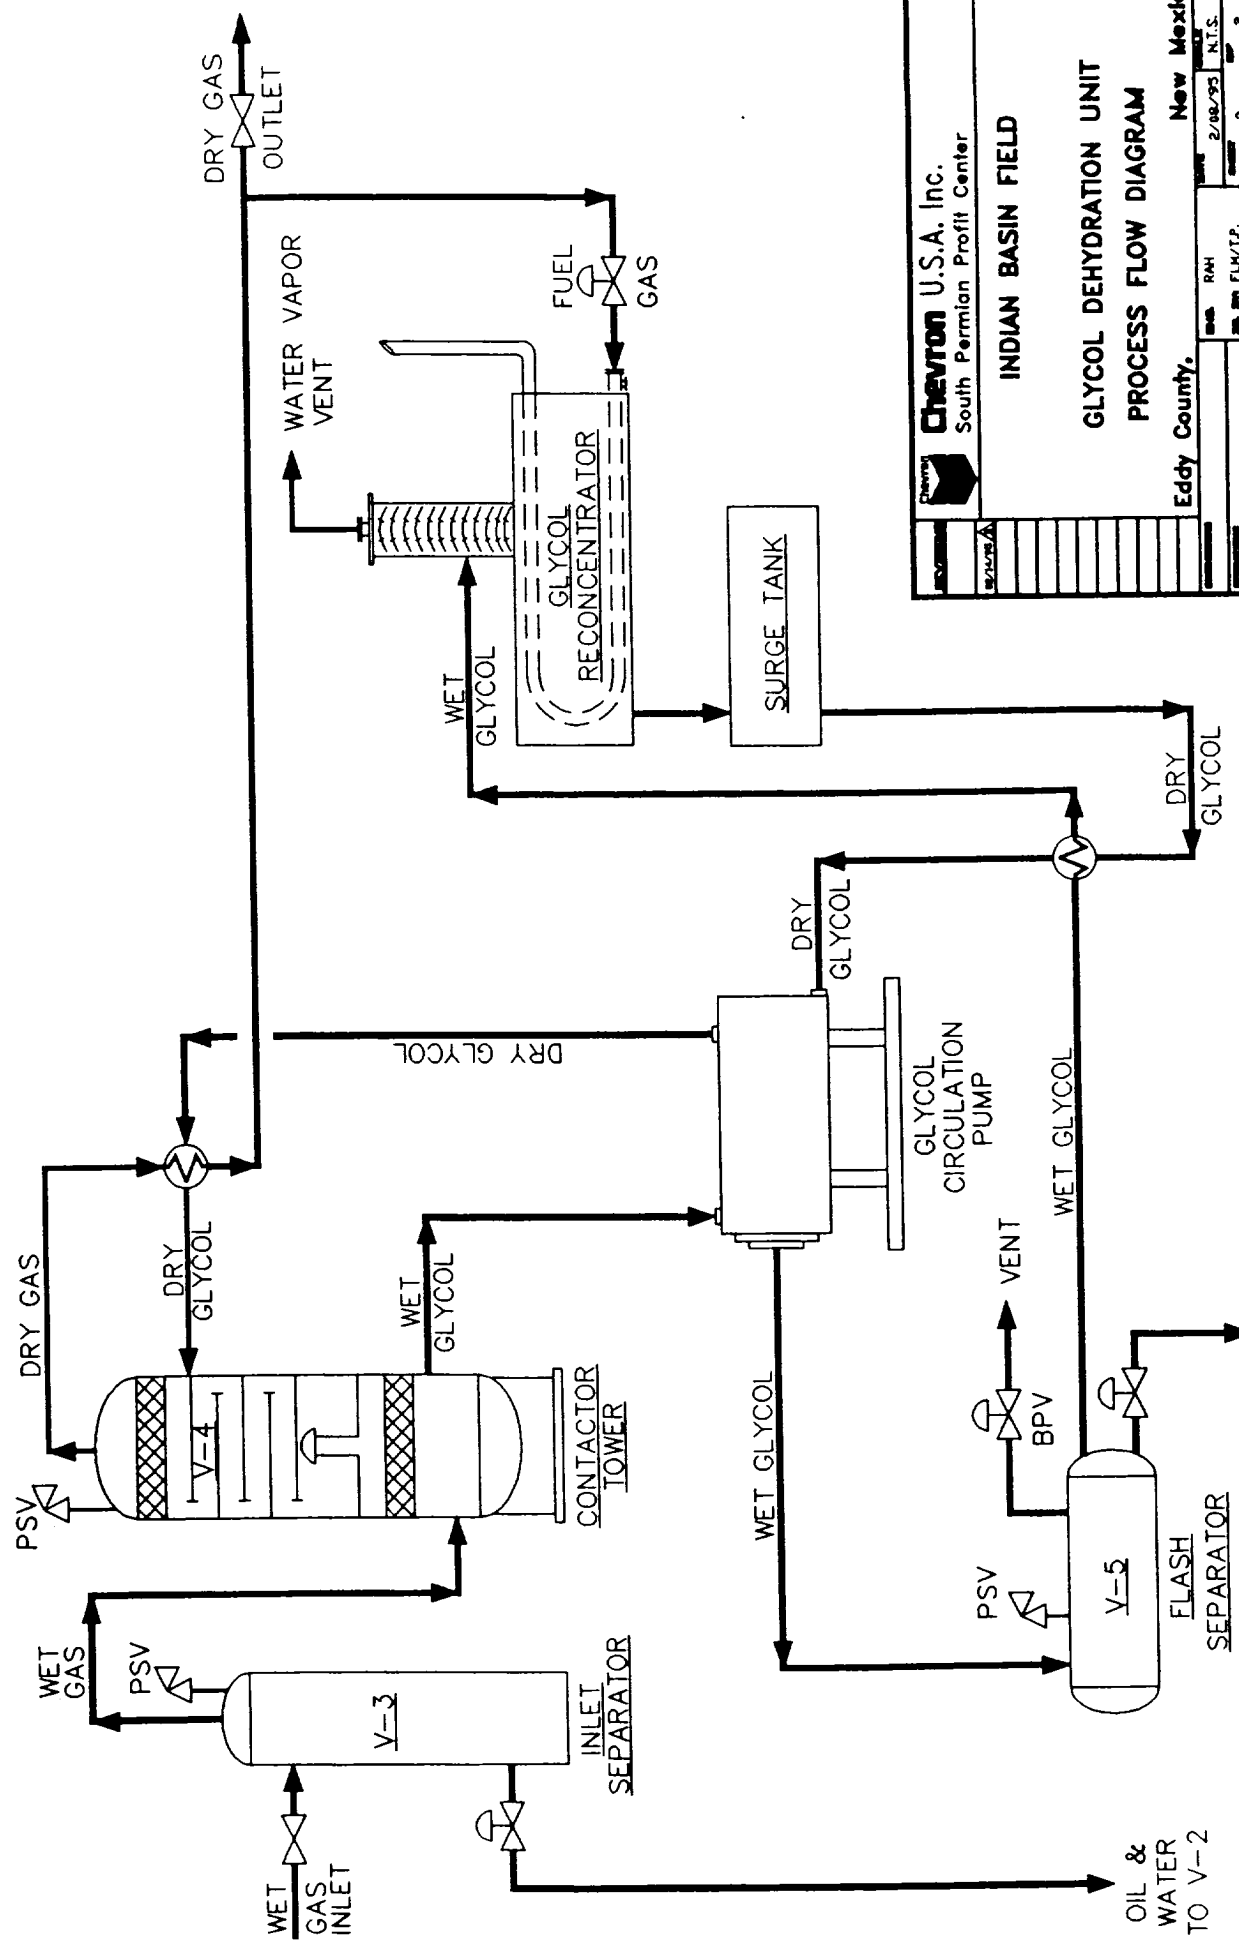 DRY GAS
OUTLET
WATER VAPOR
VENT
FUEL
GAS
GLYCOL
RECONCENTRATOR
WET
GLYCOL
SURGE TANK
DRY
GLYCOL
DRY
GLYCOL
DRY GLYCOL
GLYCOL
CIRCULATION
PUMP
DRY GAS
DRY
GLYCOL
WET
GLYCOL
PSV
V-4
CONTACTOR
TOWER
WET GLYCOL
WET GLYCOL
VENT
BPV
PSV
V-5
FLASH
SEPARATOR
WET
GAS
PSV
V-3
INLET
SEPARATOR
WET
GAS
INLET
OIL &
WATER
TO V-2
Chevron
Chevron U.S.A. Inc.
South Permian Profit Center
INDIAN BASIN FIELD
GLYCOL DEHYDRATION UNIT
PROCESS FLOW DIAGRAM
Eddy County,
RAH
2/08/95
N.T.S.